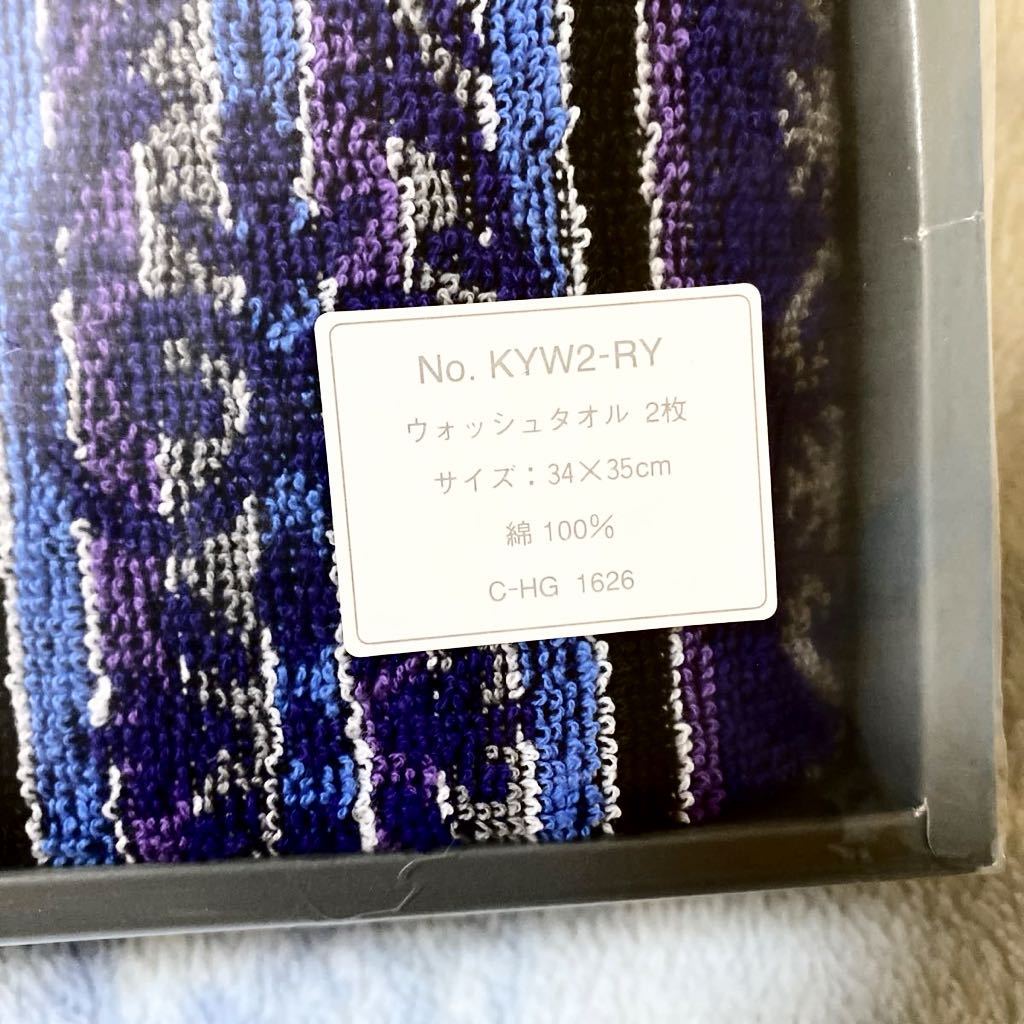 No. KYW2-RY
ウォッシュタオル 2枚
サイズ：34×35cm
綿 100%
C-HG 1626